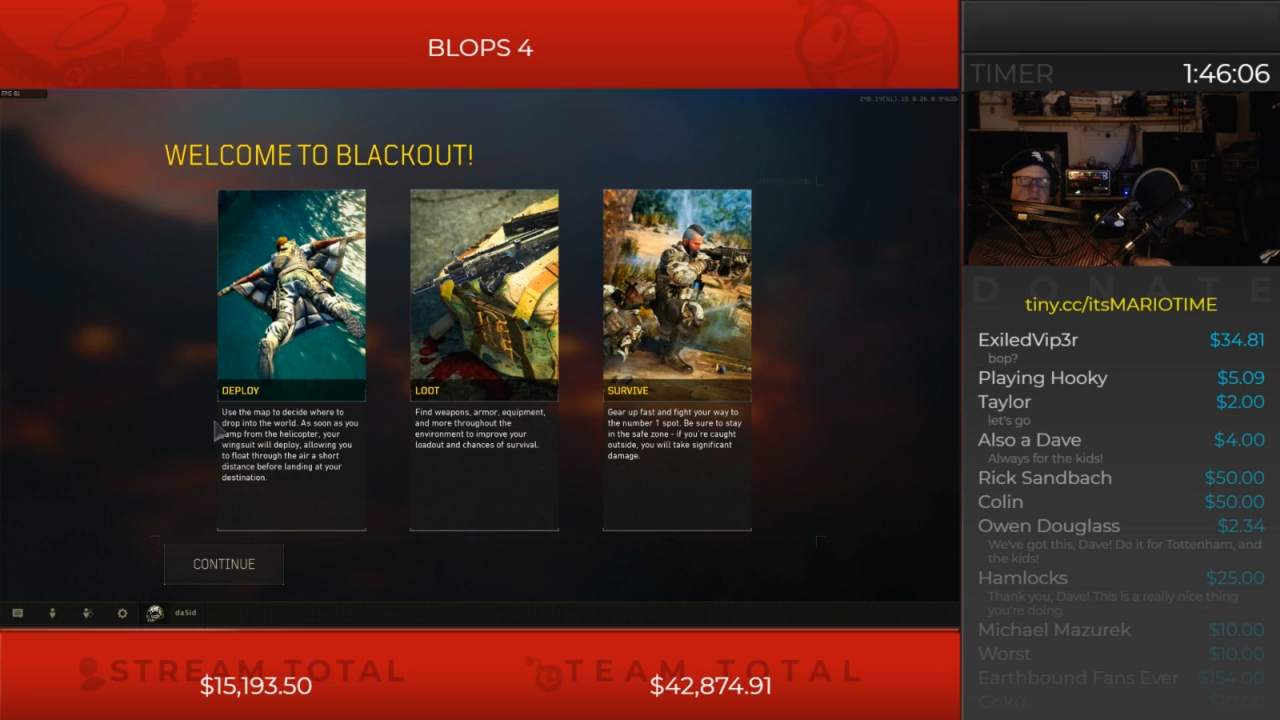 BLOPS 4
TIMER
1:46:06
FPS 61
WELCOME TO BLACKOUT!
DEPLOY
Use the map to decide where to
drop into the world. As soon as you
jump from the helicopter, your
wingsuit will deploy, allowing you
to float through the air a short
distance before landing at your
destination.
LOOT
Find weapons, armor, equipment,
and more throughout the
environment to improve your
loadout and chances of survival.
SURVIVE
Gear up fast and fight your way to
the number 1 spot. Be sure to stay
in the safe zone - if you're caught
outside, you will take significant
damage.
CONTINUE
da5id
DONATE
tiny.cc/itsMARIOTIME
ExiledVip3r $34.81
bop?
Playing Hooky $5.09
Taylor $2.00
let's go
Also a Dave $4.00
Always for the kids!
Rick Sandbach $50.00
Colin $50.00
Owen Douglass $2.34
We've got this, Dave! Do it for Tottenham, and
the kids!
Hamlocks $25.00
Thank you, Dave! This is a really nice thing
you're doing.
Michael Mazurek $10.00
Worst $10.00
Earthbound Fans Ever $154.00
Goku $10.00
STREAM TOTAL
$15,193.50
TEAM TOTAL
$42,874.91